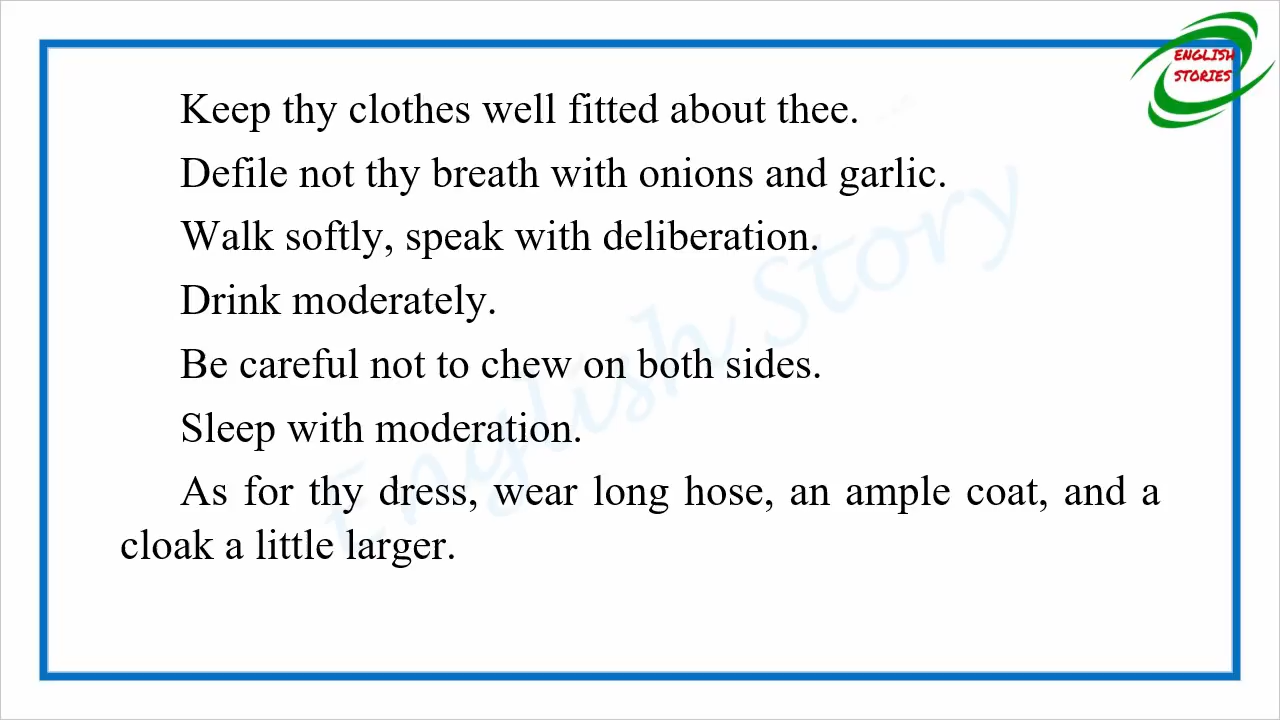 ENGLISH
STORIES
Keep thy clothes well fitted about thee.
Defile not thy breath with onions and garlic.
Walk softly, speak with deliberation.
Drink moderately.
Be careful not to chew on both sides.
Sleep with moderation.
As for thy dress, wear long hose, an ample coat, and a
cloak a little larger.
English Story